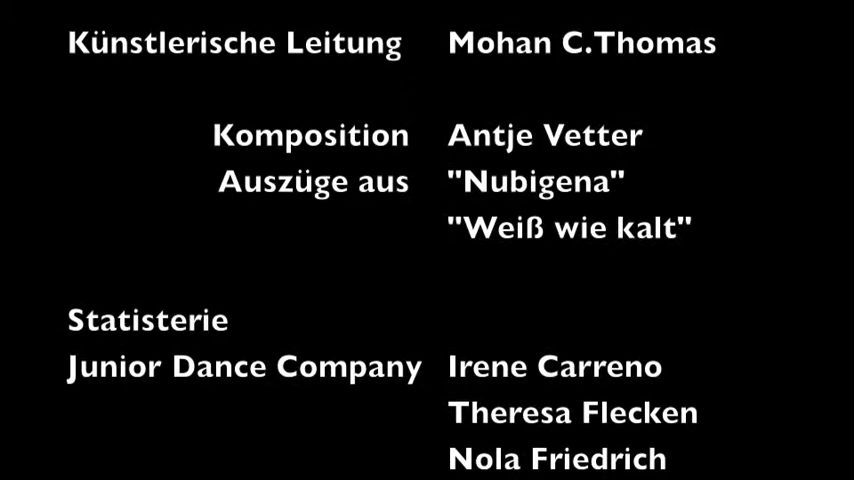 Künstlerische Leitung Mohan C.Thomas
Komposition Antje Vetter
Auszüge aus "Nubigena"
"Weiß wie kalt"
Statisterie
Junior Dance Company Irene Carreno
Theresa Flecken
Nola Friedrich